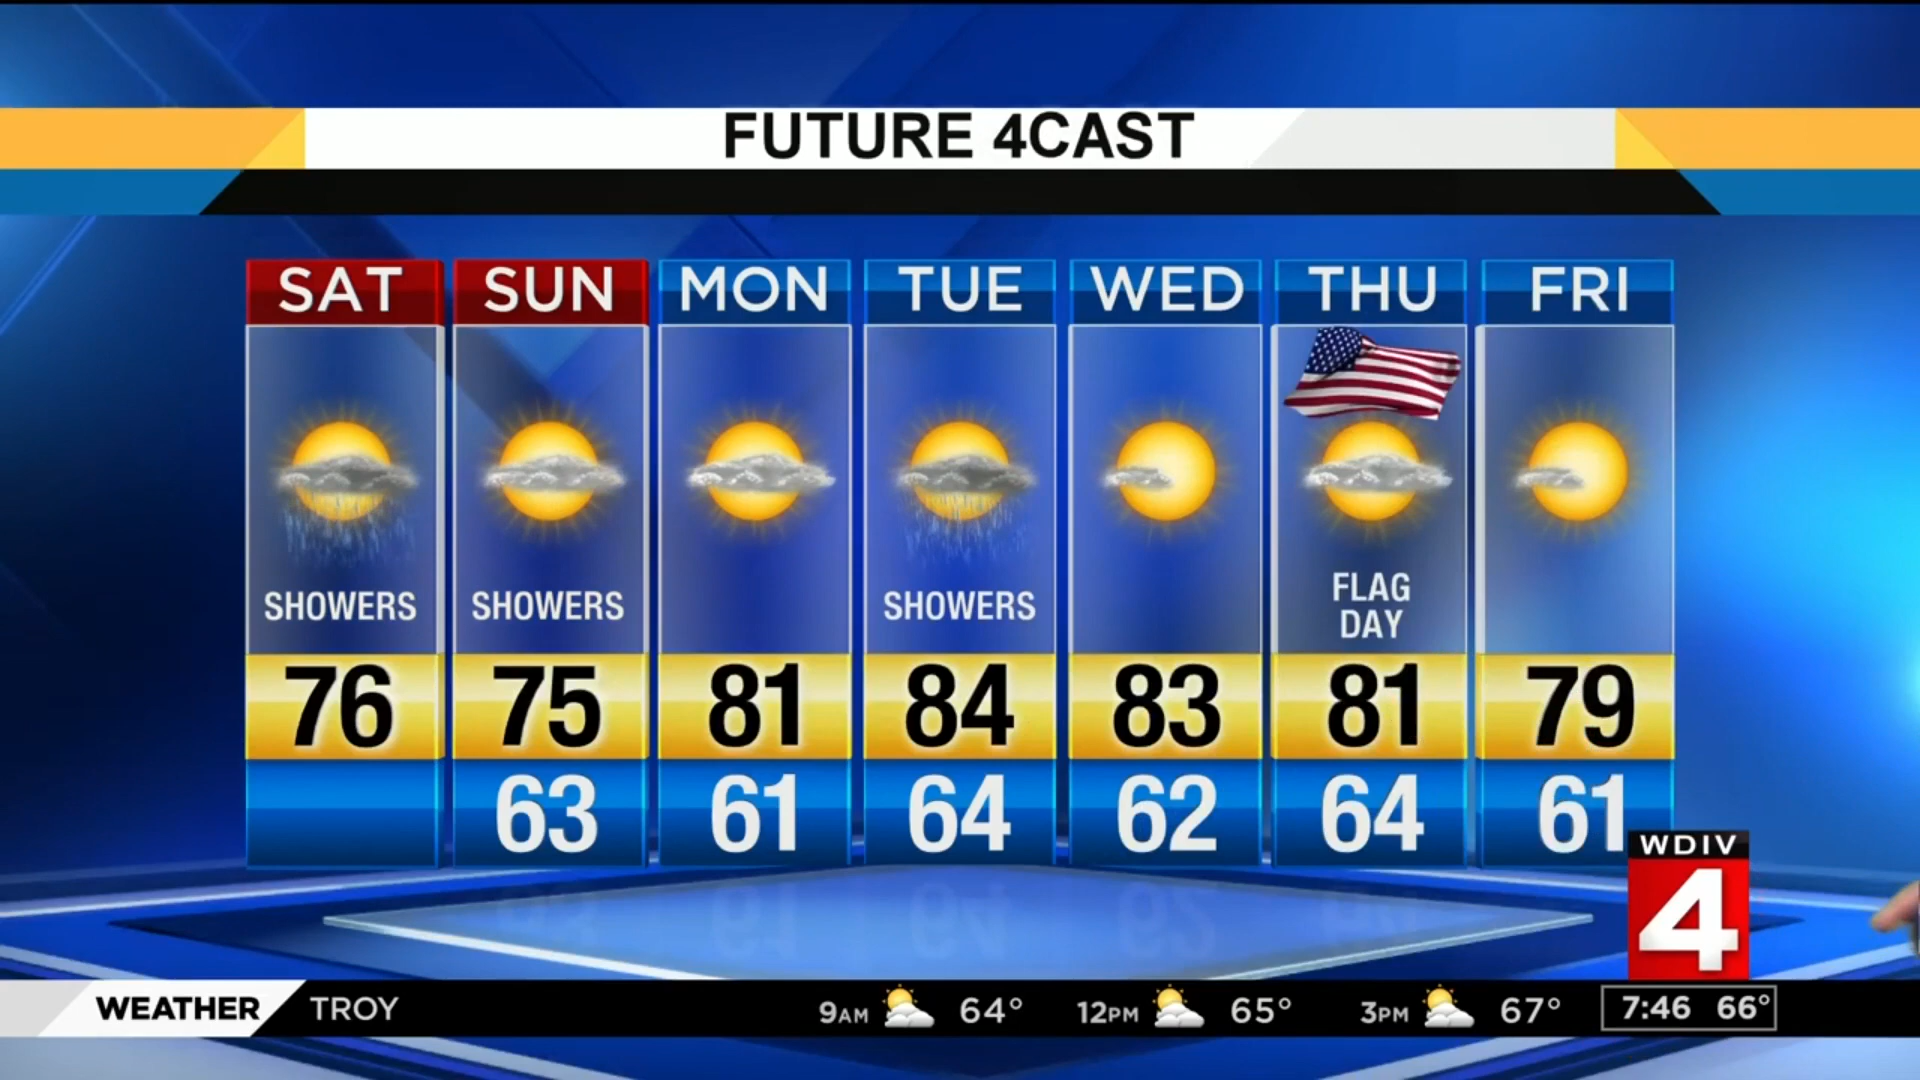 FUTURE 4CAST
SAT SUN MON TUE WED THU FRI
SHOWERS SHOWERS SHOWERS FLAG
DAY
76 75 81 84 83 81 79
63 61 64 62 64 61
WDIV
4
WEATHER TROY 9AM 64° 12PM 65° 3PM 67° 7:46 66°